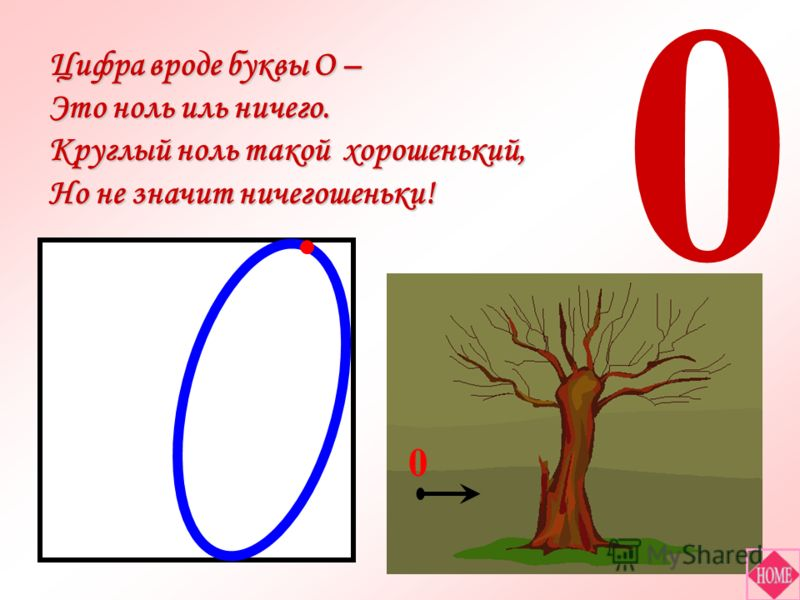 Цифра вроде буквы О –
Это ноль иль ничего.
Круглый ноль такой хорошенький,
Но не значит ничегошеньки!
0
0
MyShared
HOME